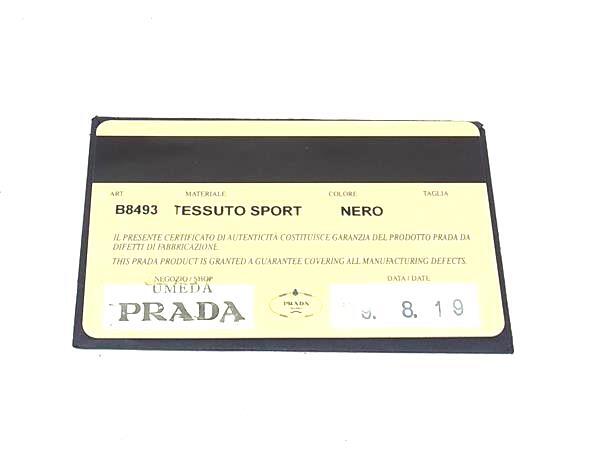 ART. MATERIALE COLORE TAGLIA
B8493 TESSUTO SPORT NERO
IL PRESENTE CERTIFICATO DI AUTENTICITÀ COSTITUISCE GARANZIA DEL PRODOTTO PRADA DA
DIFETTI DI FABBRICAZIONE.
THIS PRADA PRODUCT IS GRANTED A GUARANTEE COVERING ALL MANUFACTURING DEFECTS.
NEGOZIO / SHOP DATA / DATE
UMEDA
PRADA PRADA 9. 8. 19